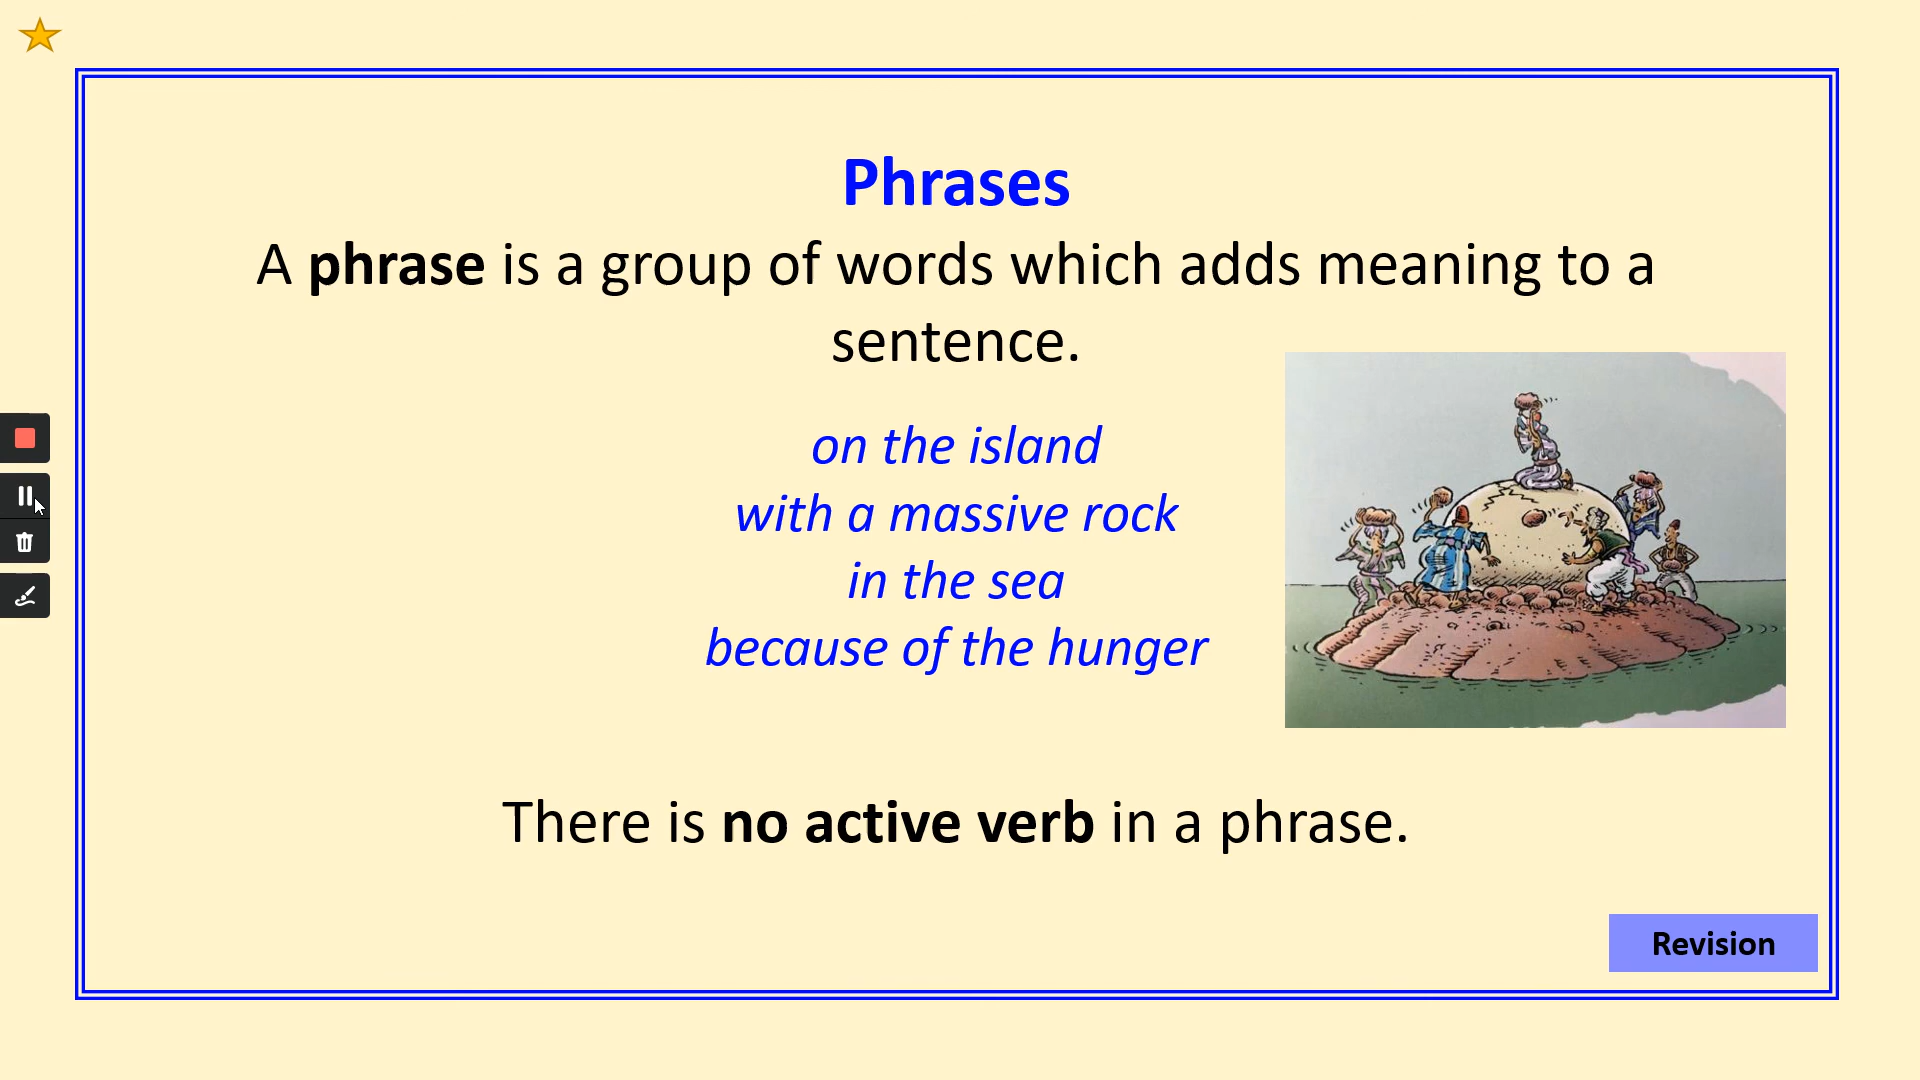 Phrases
A phrase is a group of words which adds meaning to a
sentence.
on the island
with a massive rock
in the sea
because of the hunger
There is no active verb in a phrase.
Revision